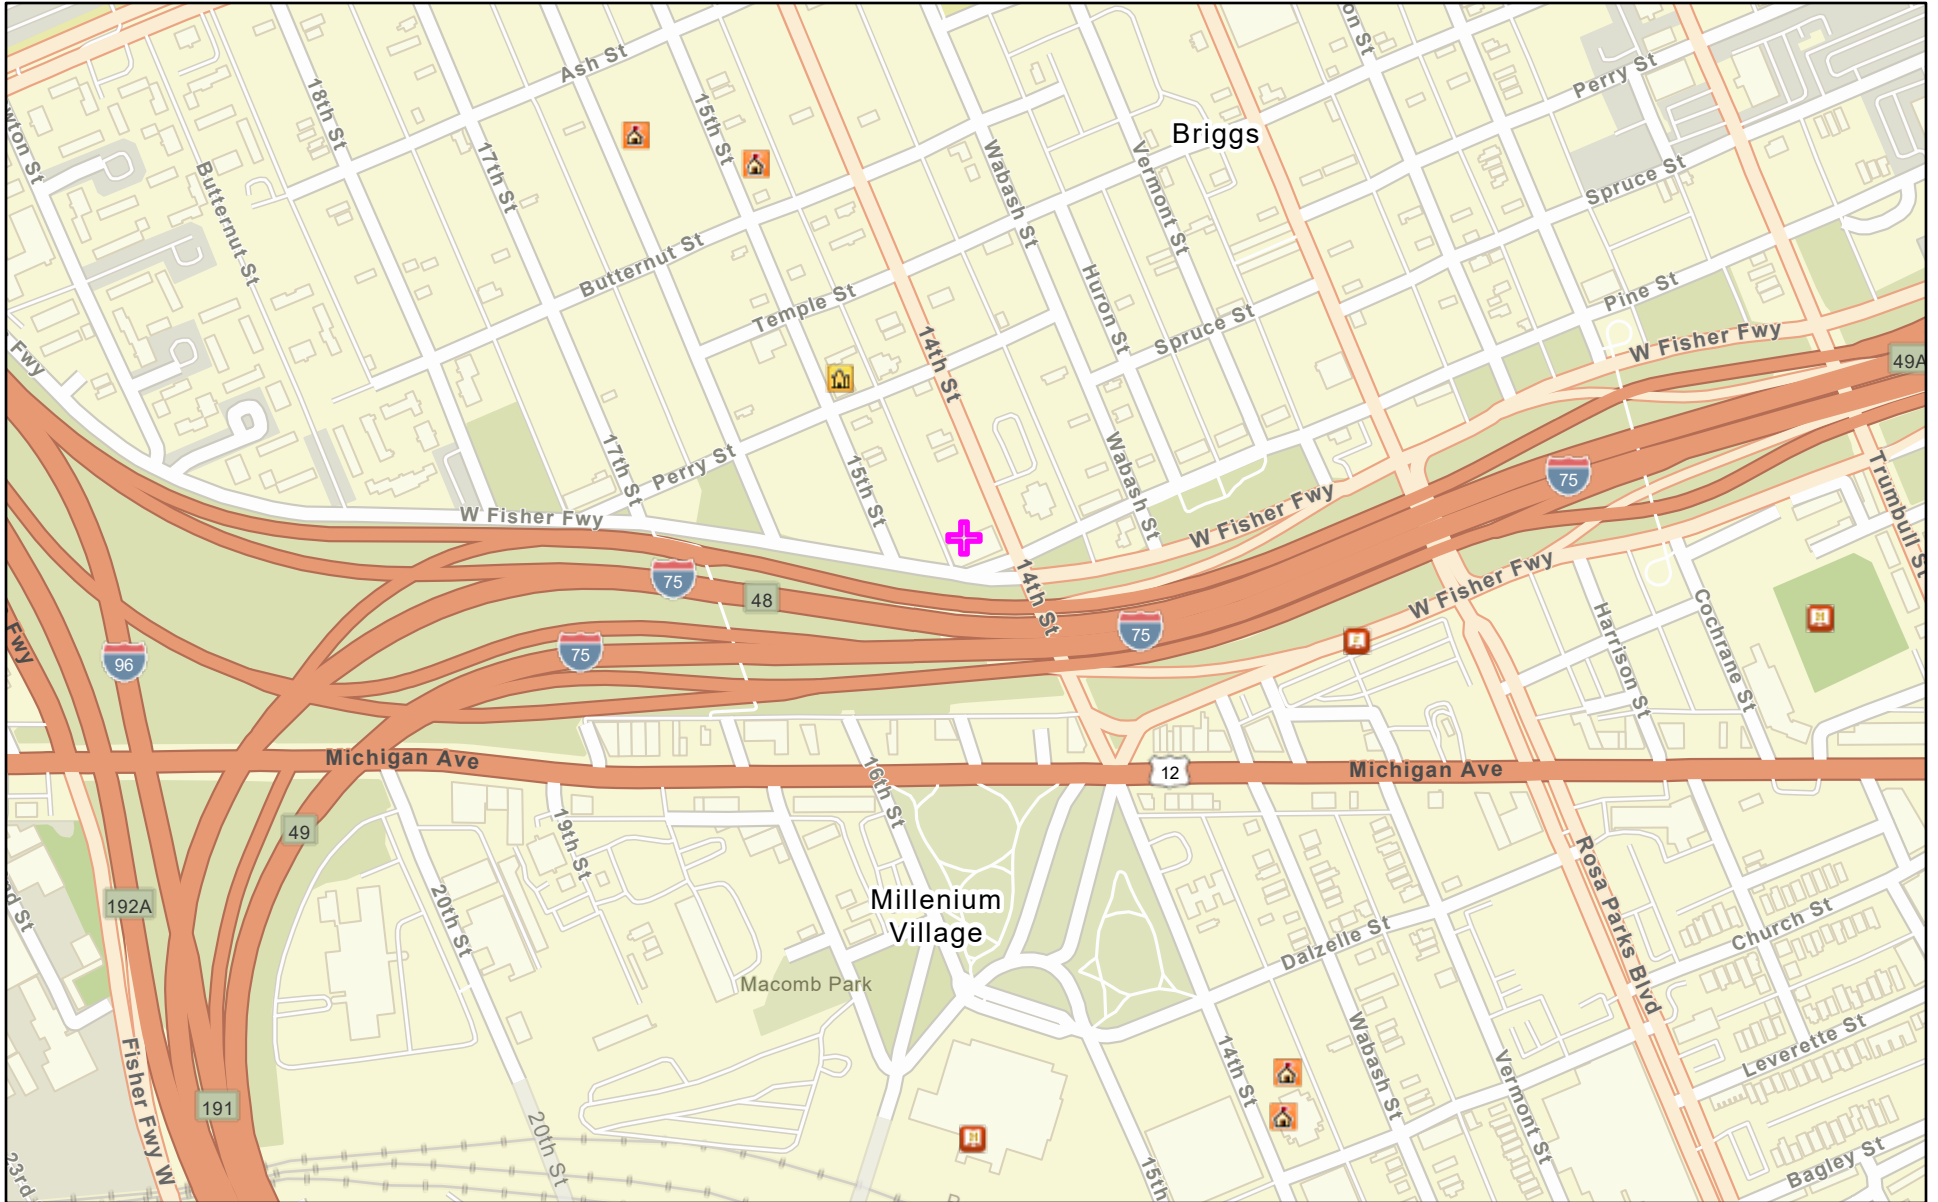 Ash St
18th St
15th St
Perry St
Briggs
17th St
Butternut St
Wabash St
Vermont St
Spruce St
Butternut St
Temple St
Huron St
Spruce St
Pine St
W Fisher Fwy
49A
Fwy
14th St
17th St
Perry St
15th St
Wabash St
W Fisher Fwy
W Fisher Fwy
75
Trumbull St
75
48
14th St
75
75
96
Fwy
W Fisher Fwy
Harrison St
Cochrane St
Michigan Ave
12
Michigan Ave
16th St
19th St
49
192A
20th St
Millenium
Village
Macomb Park
Dalzelle St
Rosa Parks Blvd
Church St
Leverette St
Fisher Fwy W
191
20th St
14th St
Wabash St
Vermont St
15th
23rd
Bagley St